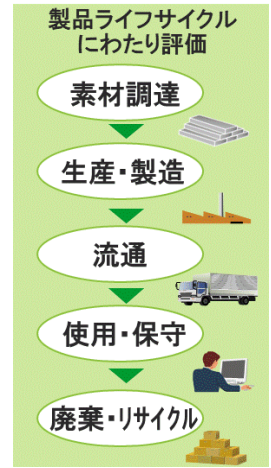 製品ライフサイクル
にわたり評価
素材調達
生産・製造
流通
使用・保守
廃棄・リサイクル